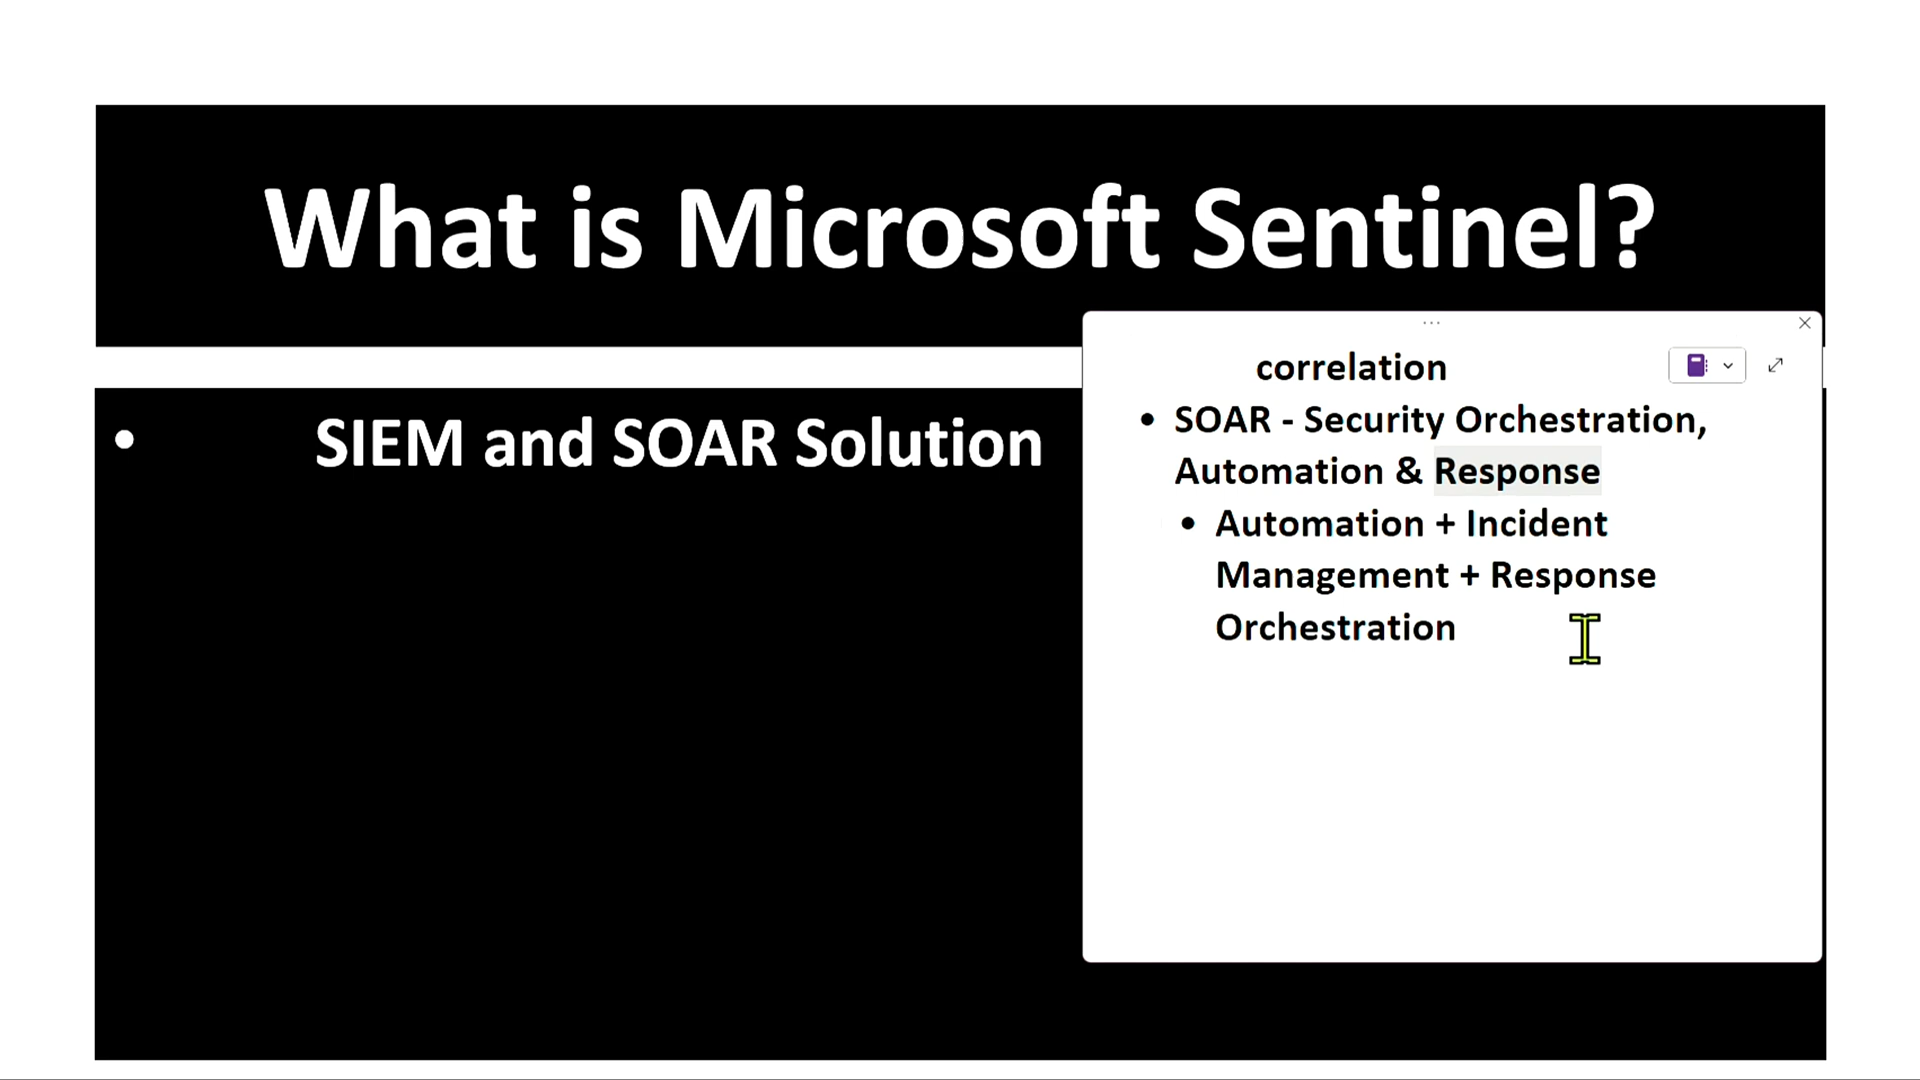 What is Microsoft Sentinel?
• SIEM and SOAR Solution
correlation
• SOAR - Security Orchestration,
Automation & Response
• Automation + Incident
Management + Response
Orchestration